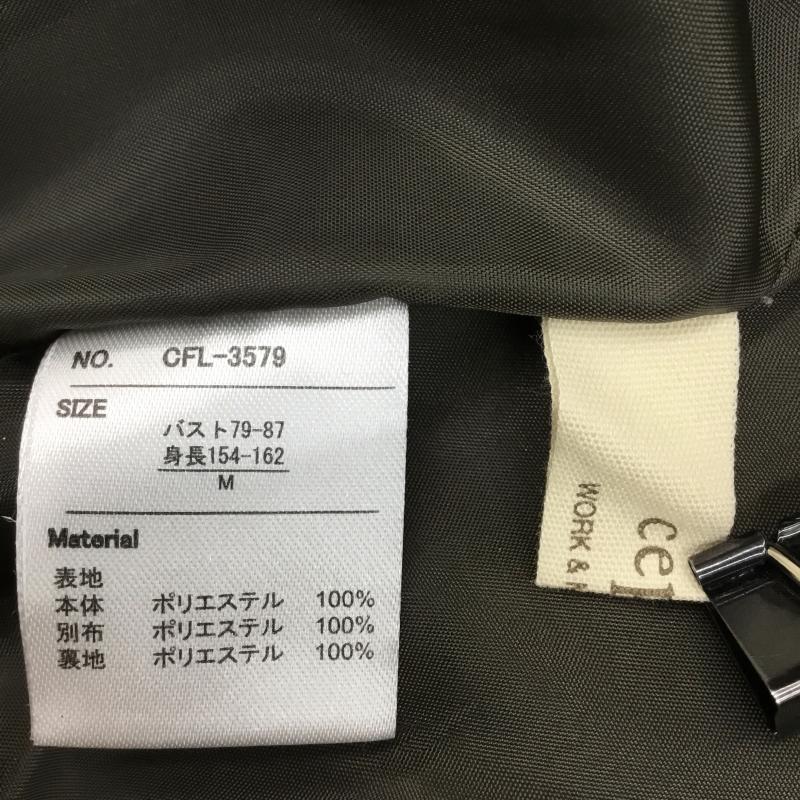 NO. CFL-3579
SIZE
バスト79-87
身長154-162
M
Material
表地
本体 ポリエステル 100%
別布 ポリエステル 100%
裏地 ポリエステル 100%
WORK &